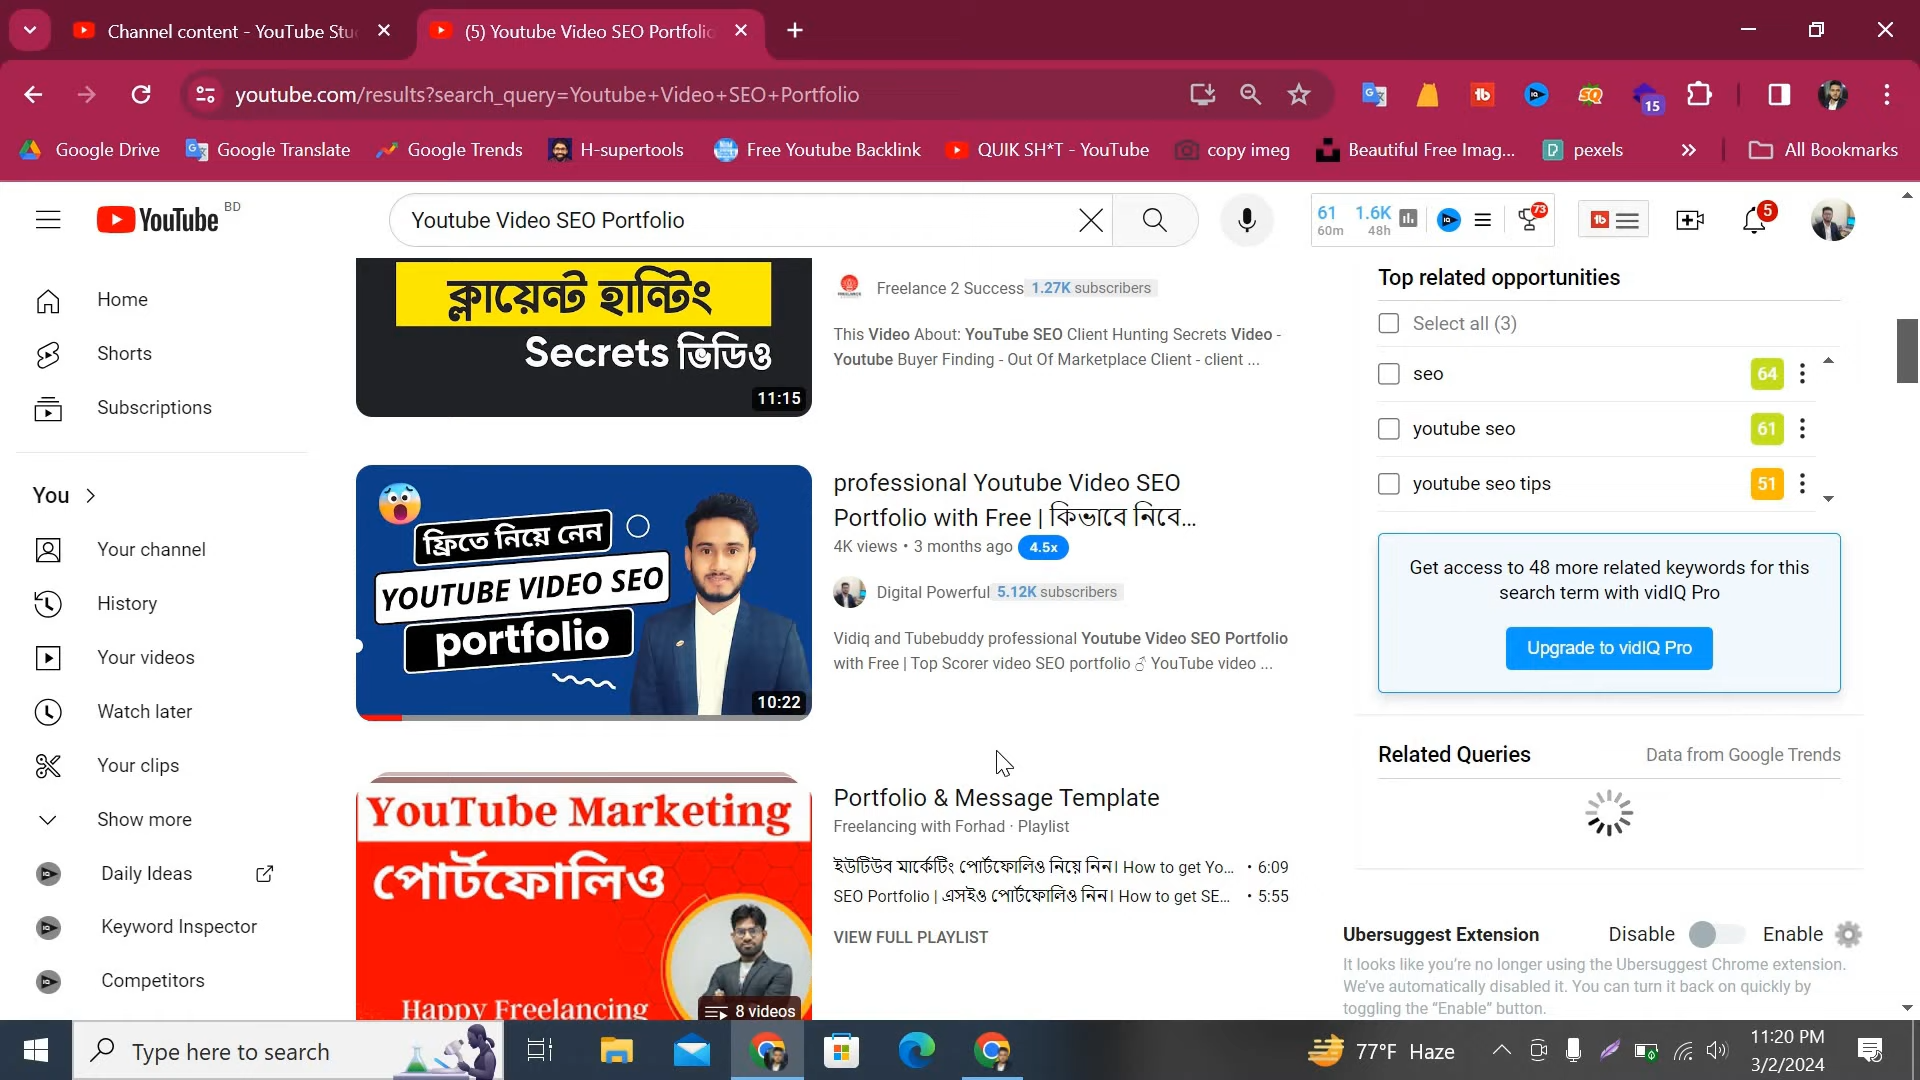 Channel content - YouTube Stu
(5) Youtube Video SEO Portfolio
youtube.com/results?search_query=Youtube+Video+SEO+Portfolio
15
Google Drive
Google Translate
Google Trends
H-supertools
Free Youtube Backlink
QUIK SH*T - YouTube
copy imeg
Beautiful Free Imag...
pexels
All Bookmarks
YouTube BD
Youtube Video SEO Portfolio
61 1.6K
60m 48h
73
5
Home
Shorts
Subscriptions
You
Your channel
History
Your videos
Watch later
Your clips
Show more
Daily Ideas
Keyword Inspector
Competitors
ক্লায়েন্ট হান্টিং
Secrets ভিডিও
11:15
Freelance 2 Success 1.27K subscribers
This Video About: YouTube SEO Client Hunting Secrets Video -
Youtube Buyer Finding - Out Of Marketplace Client - client ...
ফ্রিতে নিয়ে নেন
YOUTUBE VIDEO SEO
portfolio
10:22
professional Youtube Video SEO
Portfolio with Free | কিভাবে নিবে...
4K views • 3 months ago 4.5x
Digital Powerful 5.12K subscribers
Vidiq and Tubebuddy professional Youtube Video SEO Portfolio
with Free | Top Scorer video SEO portfolio ♂ YouTube video ...
YouTube Marketing
পোর্টফোলিও
Happy Freelancing
8 videos
Portfolio & Message Template
Freelancing with Forhad · Playlist
ইউটিউব মার্কেটিং পোর্টফোলিও নিয়ে নিন। How to get Yo... • 6:09
SEO Portfolio | এসইও পোর্টফোলিও নিন। How to get SE... • 5:55
VIEW FULL PLAYLIST
Top related opportunities
Select all (3)
seo 64
youtube seo 61
youtube seo tips 51
Get access to 48 more related keywords for this
search term with vidIQ Pro
Upgrade to vidIQ Pro
Related Queries Data from Google Trends
Ubersuggest Extension Disable Enable
It looks like you're no longer using the Ubersuggest Chrome extension.
We've automatically disabled it. You can turn it back on quickly by
toggling the "Enable" button.
Type here to search
77°F Haze
11:20 PM
3/2/2024